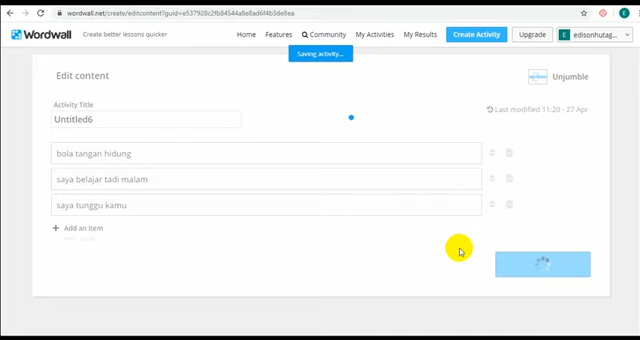 wordwall.net/create/editcontent?guid=e537928c2fb84544a8e8ad6f4b3de8ea
Wordwall Create better lessons quicker Home Features Community My Activities My Results Create Activity Upgrade E edisonhutag...
Saving activity...
Edit content
Unjumble
Activity Title
Last modified 11:20 - 27 Apr
Untitled6
bola tangan hidung
saya belajar tadi malam
saya tunggu kamu
+ Add an item